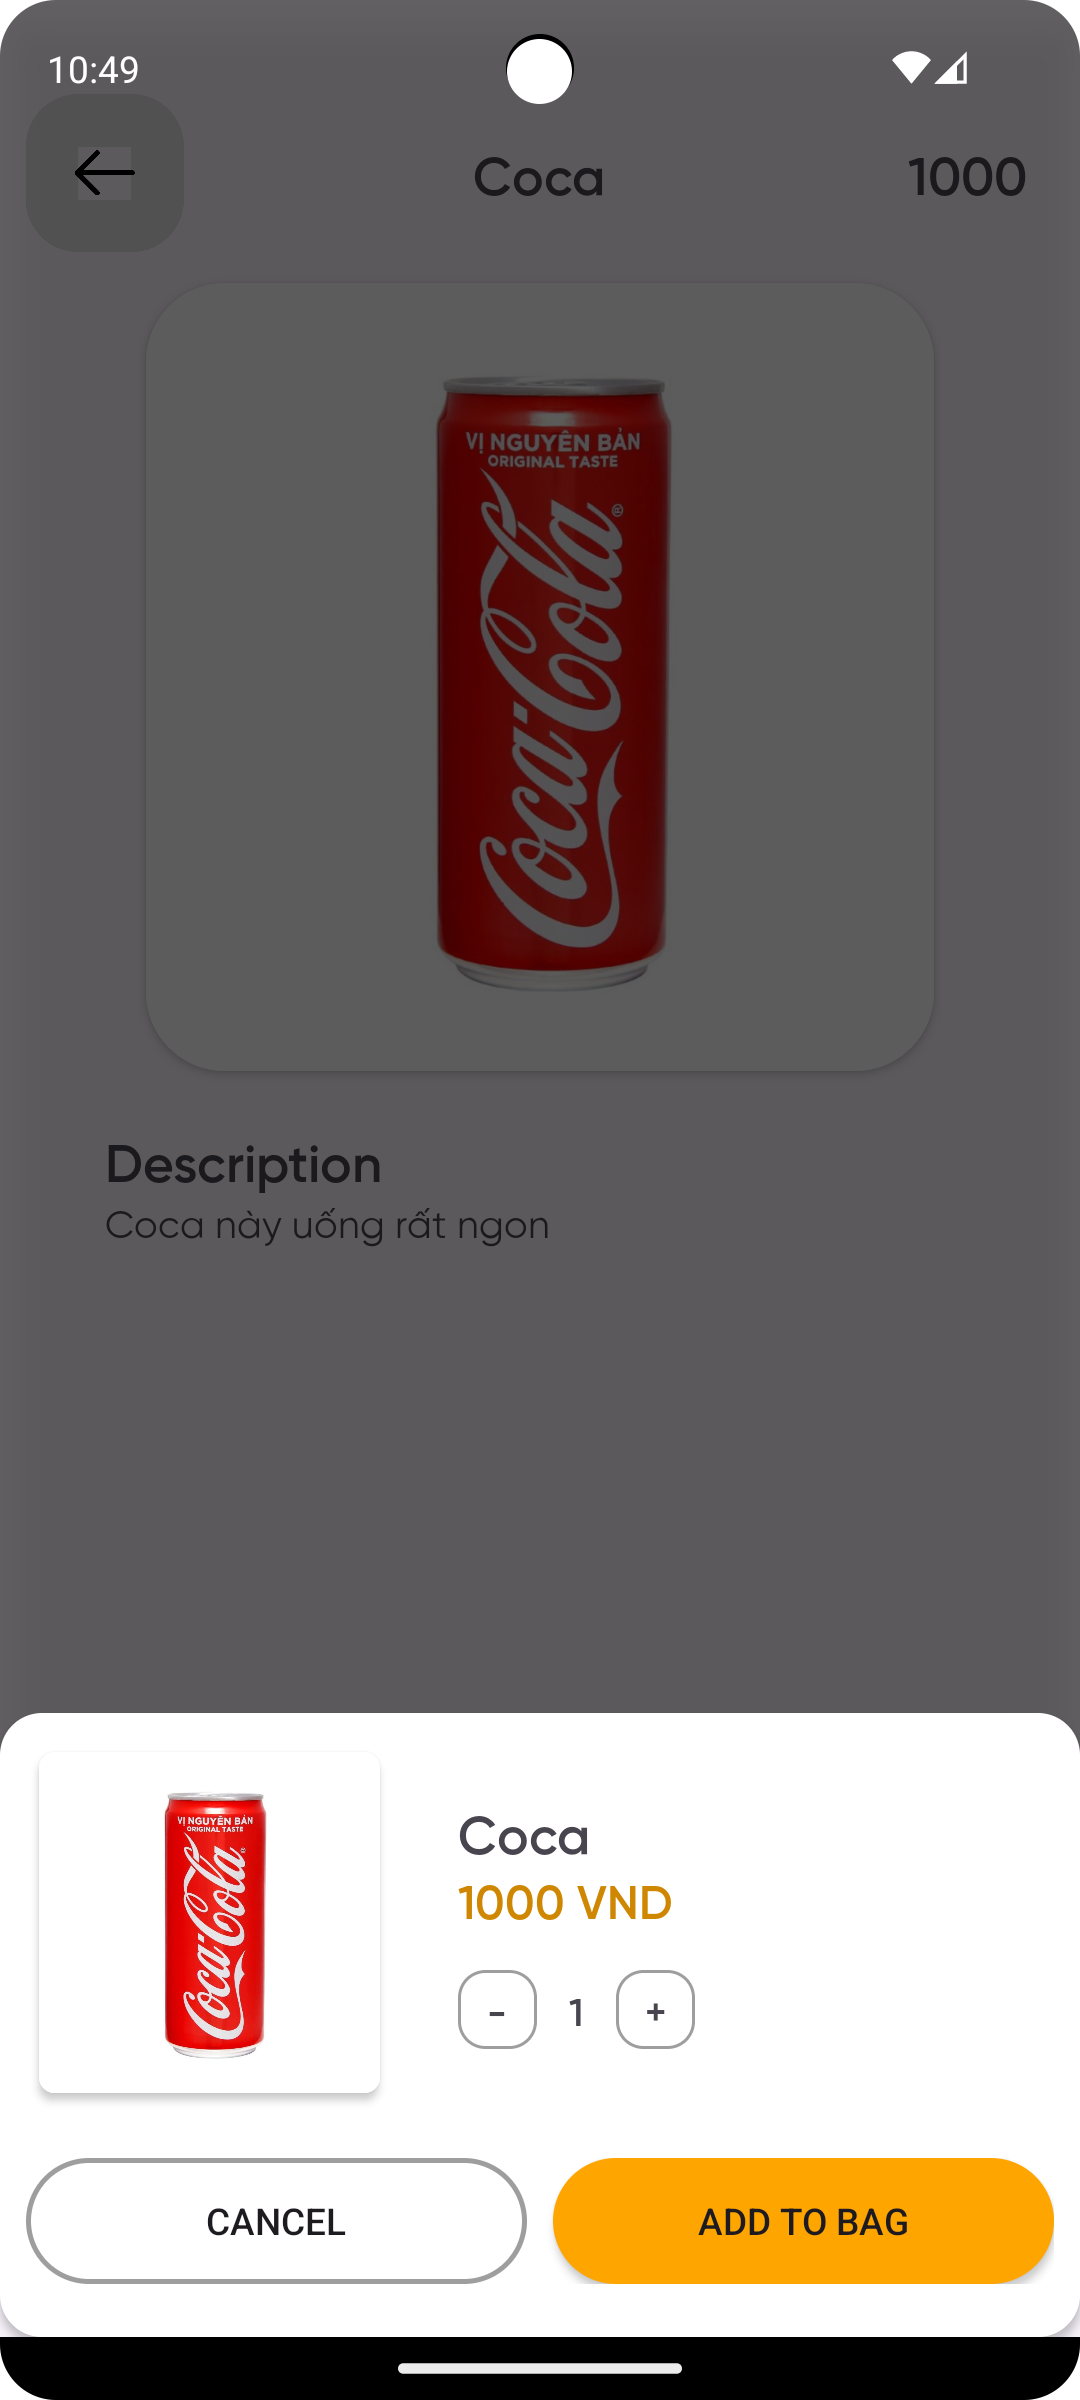 10:49
Coca
1000
VỊ NGUYÊN BẢN
ORIGINAL TASTE
Coca-Cola®
Description
Coca này uống rất ngon
VỊ NGUYÊN BẢN
ORIGINAL TASTE
Coca-Cola
Coca
1000 VND
- 1 +
CANCEL
ADD TO BAG